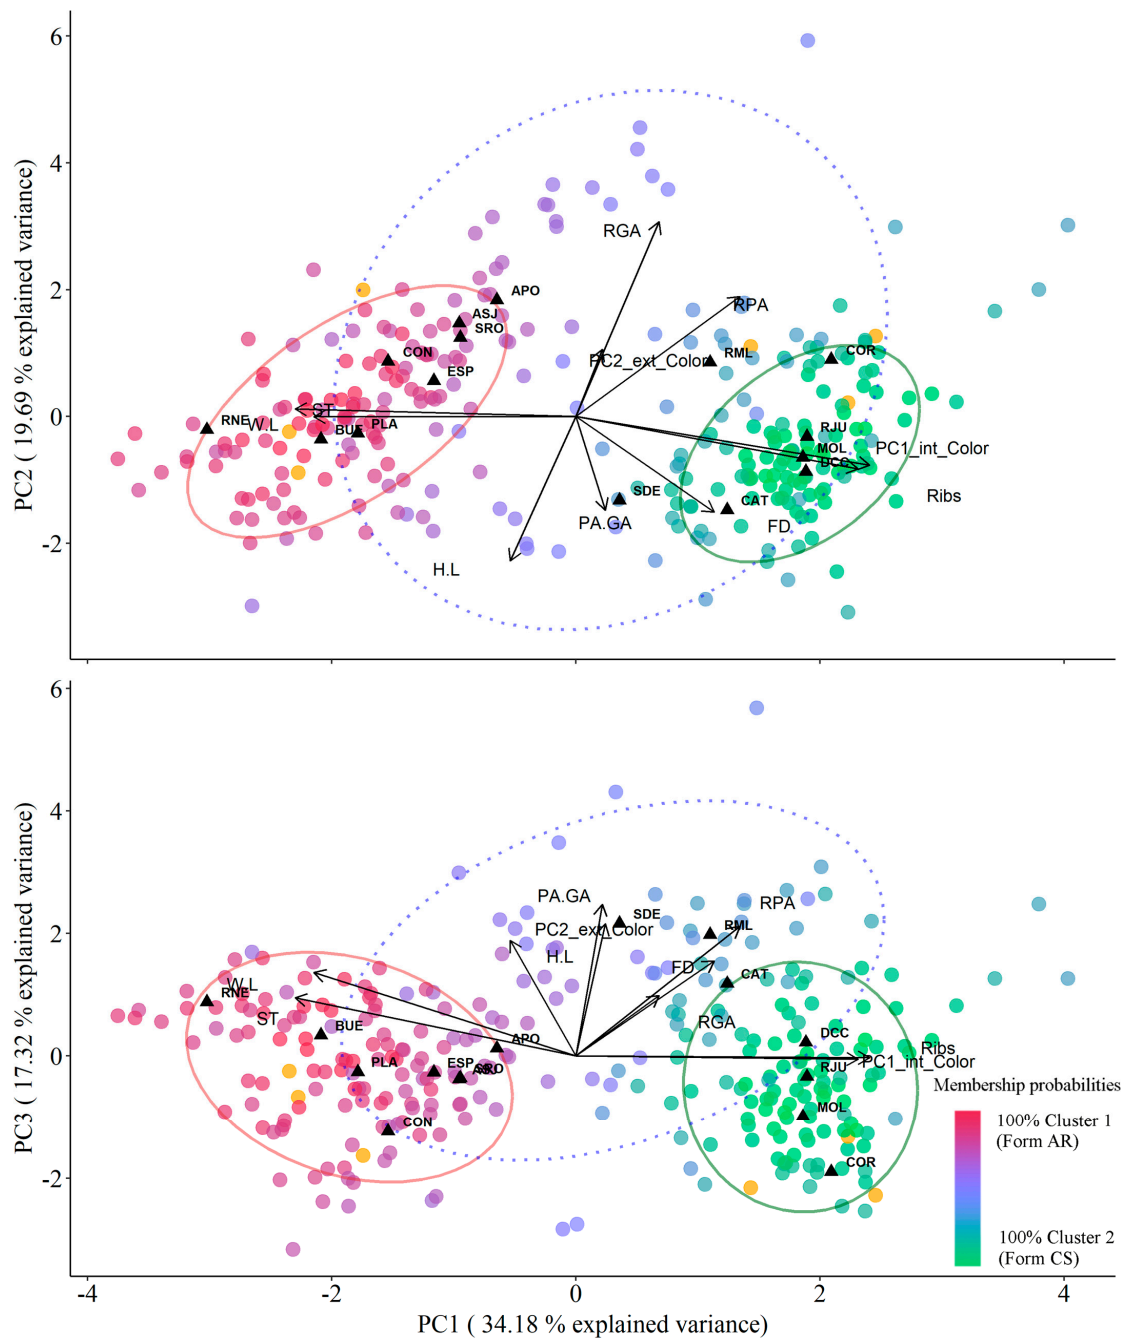 6
4
2
0
-2
PC2 ( 19.69 % explained variance)
RGA
RPA
APO
ASJ
SRO
CON
ESP
PC2_ext_Color
RML
COR
ST
RNE
W.L
BUE
PLA
RJU
MOL
PC1_int_Color
DCC
SDE
CAT
Ribs
PA.GA
FD
H.L
6
4
2
0
-2
PC3 ( 17.32 % explained variance)
PA.GA
SDE
RPA
RML
PC2_ext_Color
H.L
FD
CAT
W.L
RNE
ST
BUE
RGA
APO
DCC
Ribs
PLA
ESP
SRO
RJU
PC1_int_Color
MOL
CON
COR
Membership probabilities
100% Cluster 1
(Form AR)
100% Cluster 2
(Form CS)
-4
-2
0
2
4
PC1 ( 34.18 % explained variance)